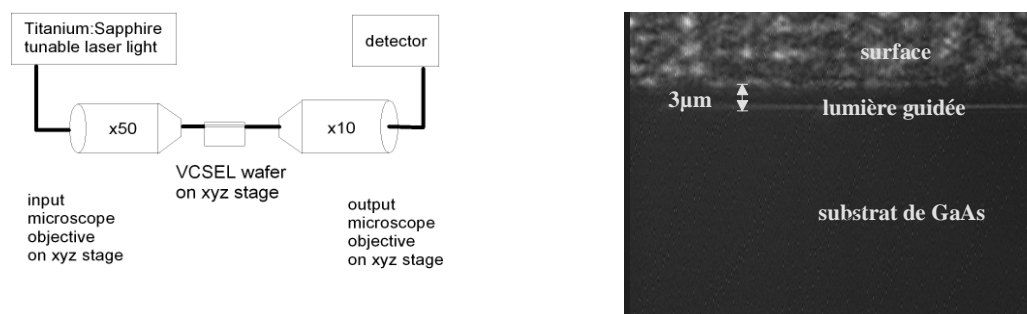 Titanium:Sapphire
tunable laser light
detector
x50
x10
VCSEL wafer
on xyz stage
input
microscope
objective
on xyz stage
output
microscope
objective
on xyz stage
surface
3µm
lumière guidée
substrat de GaAs